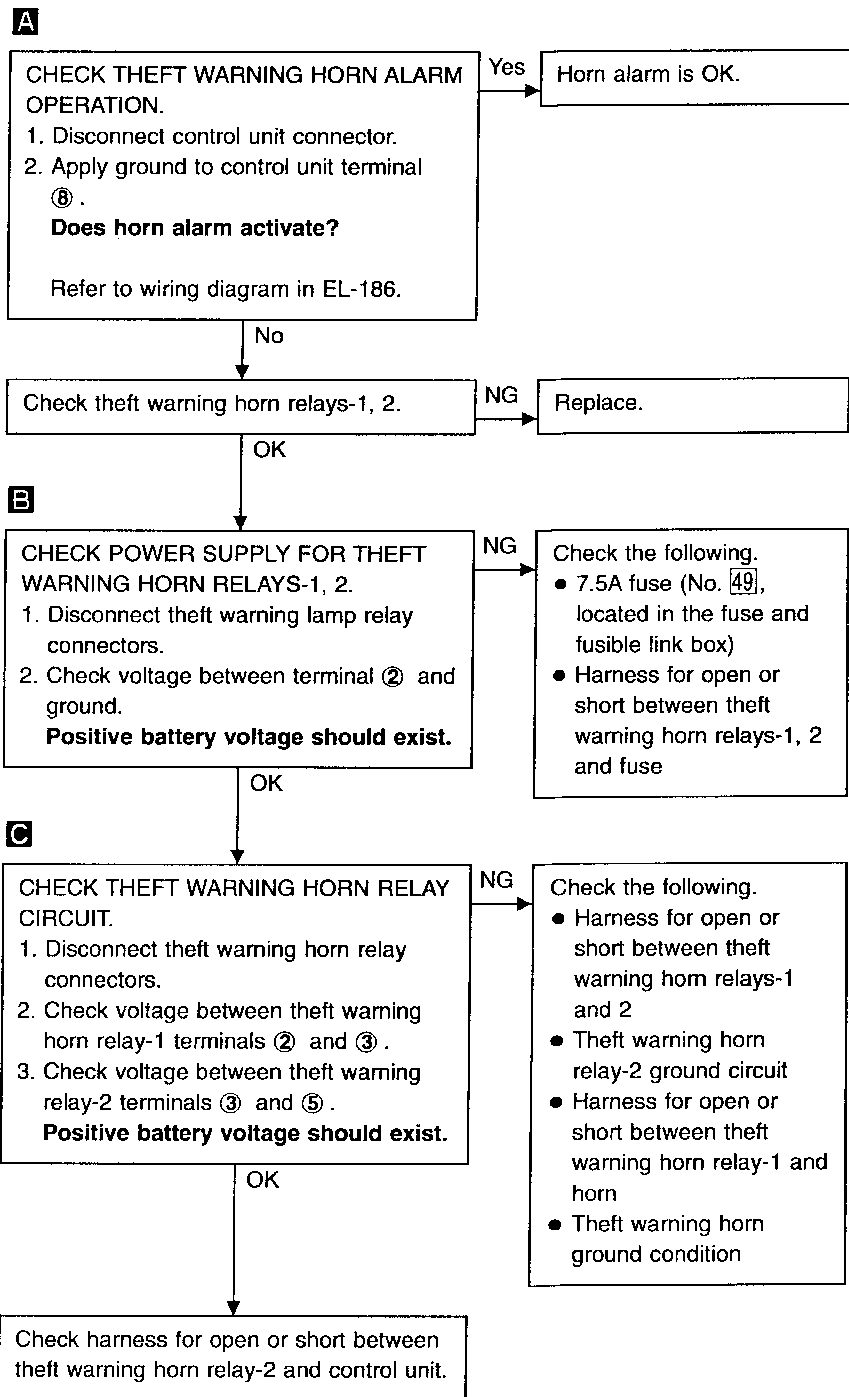 A
CHECK THEFT WARNING HORN ALARM
OPERATION.
1. Disconnect control unit connector.
2. Apply ground to control unit terminal
⑧ .
Does horn alarm activate?
Refer to wiring diagram in EL-186.
Yes
Horn alarm is OK.
No
Check theft warning horn relays-1, 2.
NG
Replace.
OK
B
CHECK POWER SUPPLY FOR THEFT
WARNING HORN RELAYS-1, 2.
1. Disconnect theft warning lamp relay
connectors.
2. Check voltage between terminal ② and
ground.
Positive battery voltage should exist.
NG
Check the following.
● 7.5A fuse (No. 49,
located in the fuse and
fusible link box)
● Harness for open or
short between theft
warning horn relays-1, 2
and fuse
OK
C
CHECK THEFT WARNING HORN RELAY
CIRCUIT.
1. Disconnect theft warning horn relay
connectors.
2. Check voltage between theft warning
horn relay-1 terminals ② and ③ .
3. Check voltage between theft warning
relay-2 terminals ③ and ⑤ .
Positive battery voltage should exist.
NG
Check the following.
● Harness for open or
short between theft
warning horn relays-1
and 2
● Theft warning horn
relay-2 ground circuit
● Harness for open or
short between theft
warning horn relay-1 and
horn
● Theft warning horn
ground condition
OK
Check harness for open or short between
theft warning horn relay-2 and control unit.